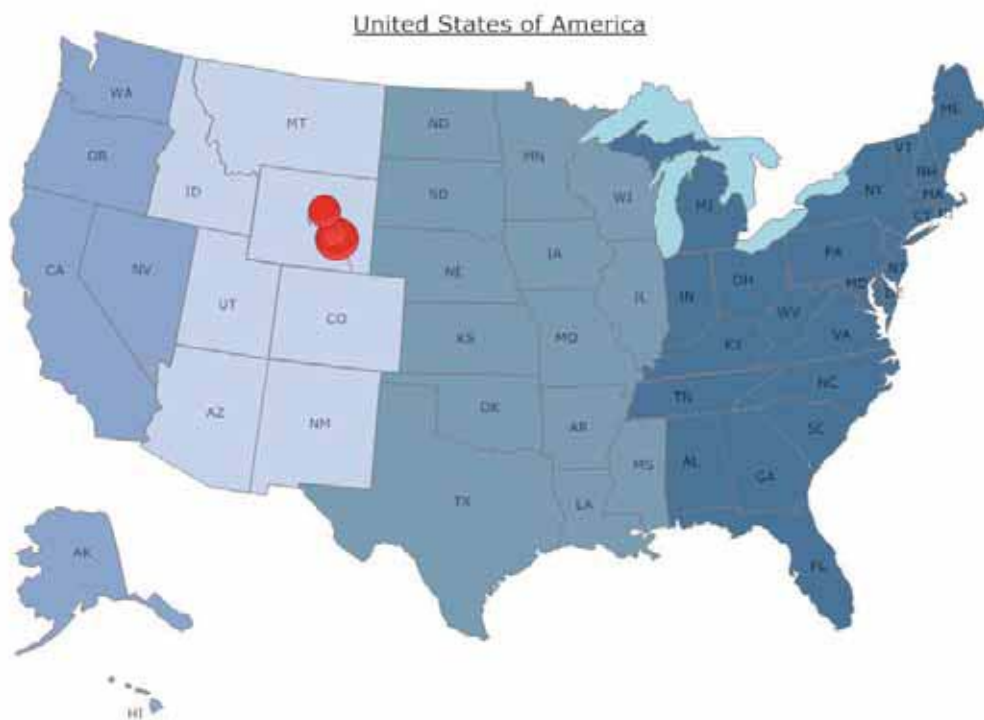 United States of America
WA
MT
ND
ME
OR
MN
VT
NH
ID
SD
WI
NY
MA
MI
CT RI
CA
NV
NE
IA
PA
UT
IL
IN
OH
NJ
MD
DE
CO
WV
KS
MO
KY
VA
AZ
NM
OK
TN
NC
AR
SC
MS
AL
GA
TX
LA
AK
FL
HI